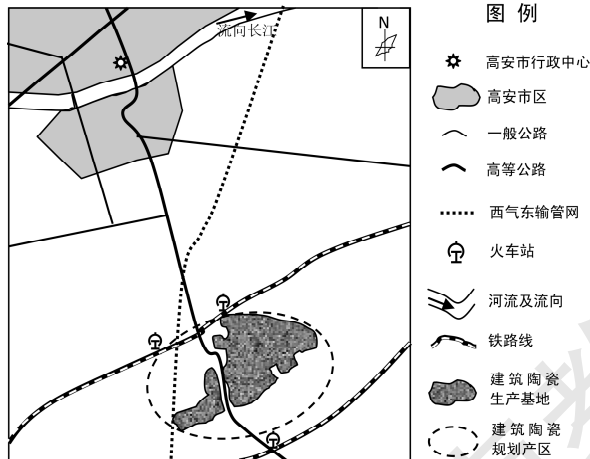 流向长江
N
图 例
高安市行政中心
高安市区
一般公路
高等公路
西气东输管网
火车站
河流及流向
铁路线
建筑陶瓷
生产基地
建筑陶瓷
规划产区